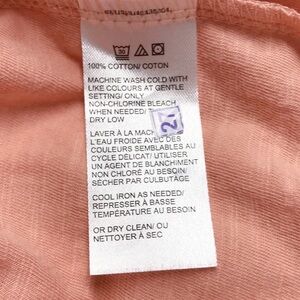 30
100% COTTON/ COTON
MACHINE WASH COLD WITH
LIKE COLOURS AT GENTLE
SETTING/ ONLY
NON-CHLORINE BLEACH
WHEN NEEDED/
DRY LOW
LAVER À LA MACH
L'EAU FROIDE AVEC DES
COULEURS SEMBLABLES AU
CYCLE DÉLICAT/ UTILISER
UN AGENT DE BLANCHIMENT
NON CHLORÉ AU BESOIN/
SÉCHER PAR CULBUTAGE
COOL IRON AS NEEDED/
REPRESSER À BASSE
TEMPÉRATURE AU BESOIN
OR DRY CLEAN/ OU
NETTOYER À SEC